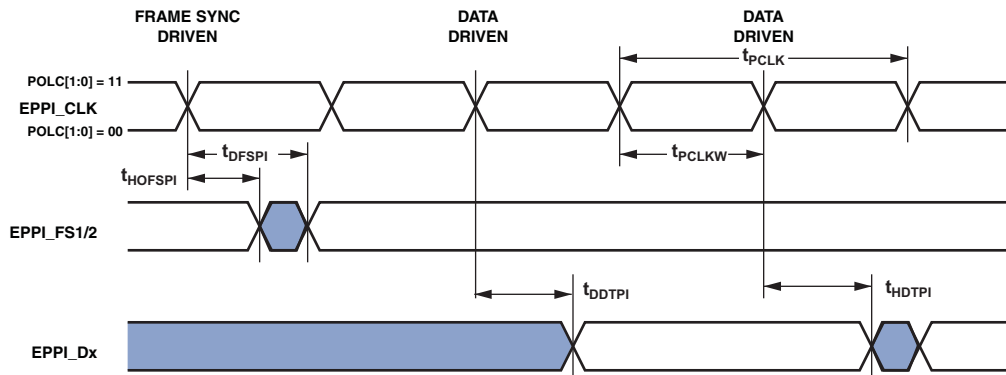 FRAME SYNC
DRIVEN
DATA
DRIVEN
DATA
DRIVEN
tPCLK
POLC[1:0] = 11
EPPI_CLK
POLC[1:0] = 00
tDFSPI
tHOFSPI
tPCLKW
EPPI_FS1/2
tDDTPI
tHDTPI
EPPI_Dx